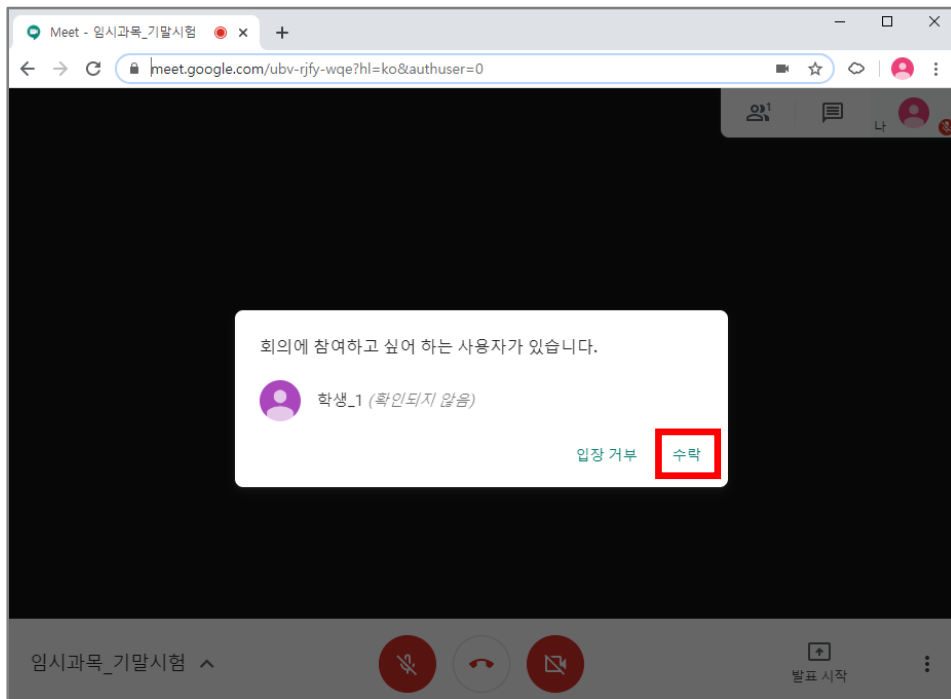 Meet - 임시과목_기말시험
meet.google.com/ubv-rjfy-wqe?hl=ko&authuser=0
1
나
회의에 참여하고 싶어 하는 사용자가 있습니다.
학생_1 (확인되지 않음)
입장 거부 수락
임시과목_기말시험
발표 시작